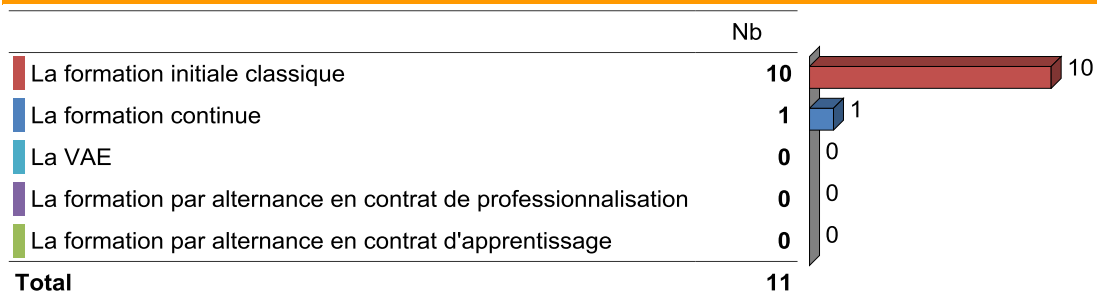 Nb
La formation initiale classique 10 10
La formation continue 1 1
La VAE 0 0
La formation par alternance en contrat de professionnalisation 0 0
La formation par alternance en contrat d'apprentissage 0 0
Total 11